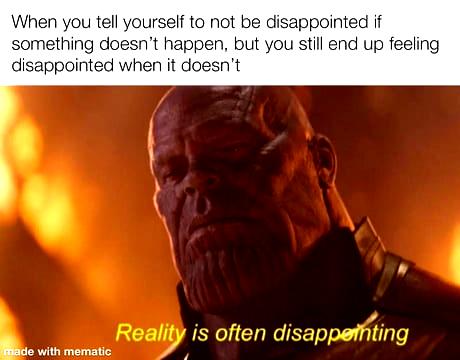 When you tell yourself to not be disappointed if
something doesn't happen, but you still end up feeling
disappointed when it doesn't
Reality is often disappointing
made with mematic